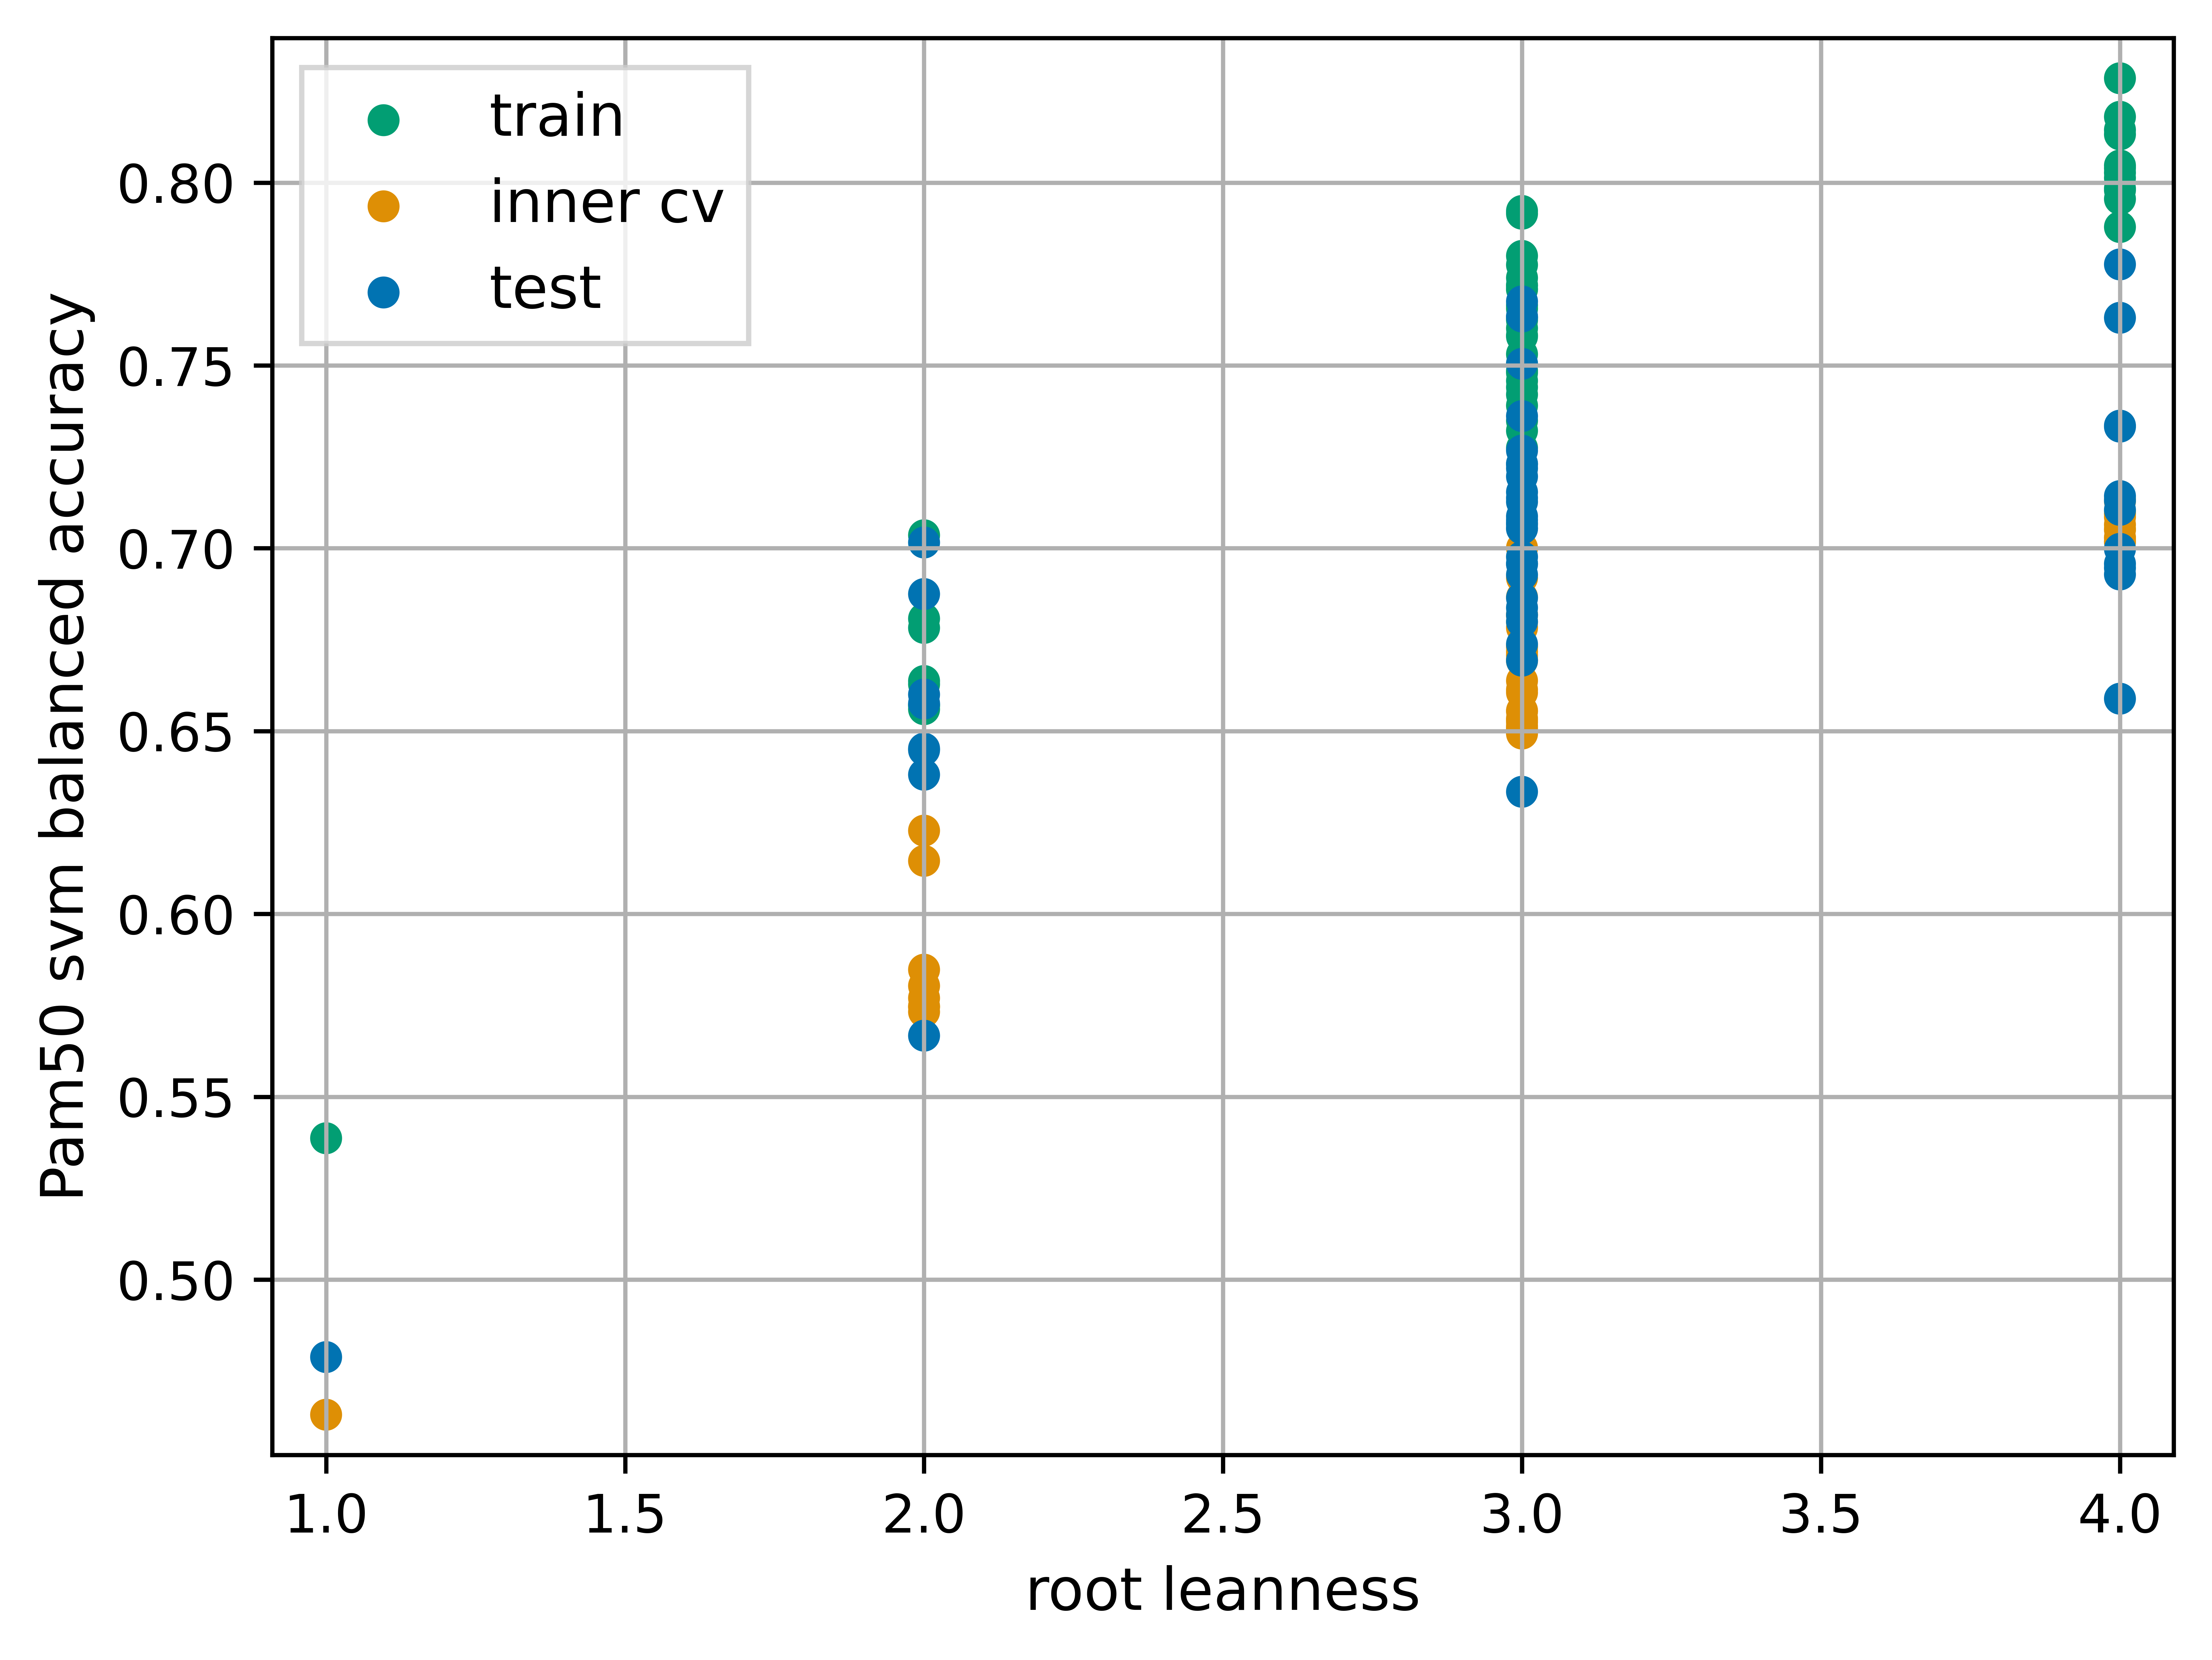 train
inner cv
test
0.80
0.75
0.70
0.65
0.60
0.55
0.50
Pam50 svm balanced accuracy
1.0 1.5 2.0 2.5 3.0 3.5 4.0
root leanness